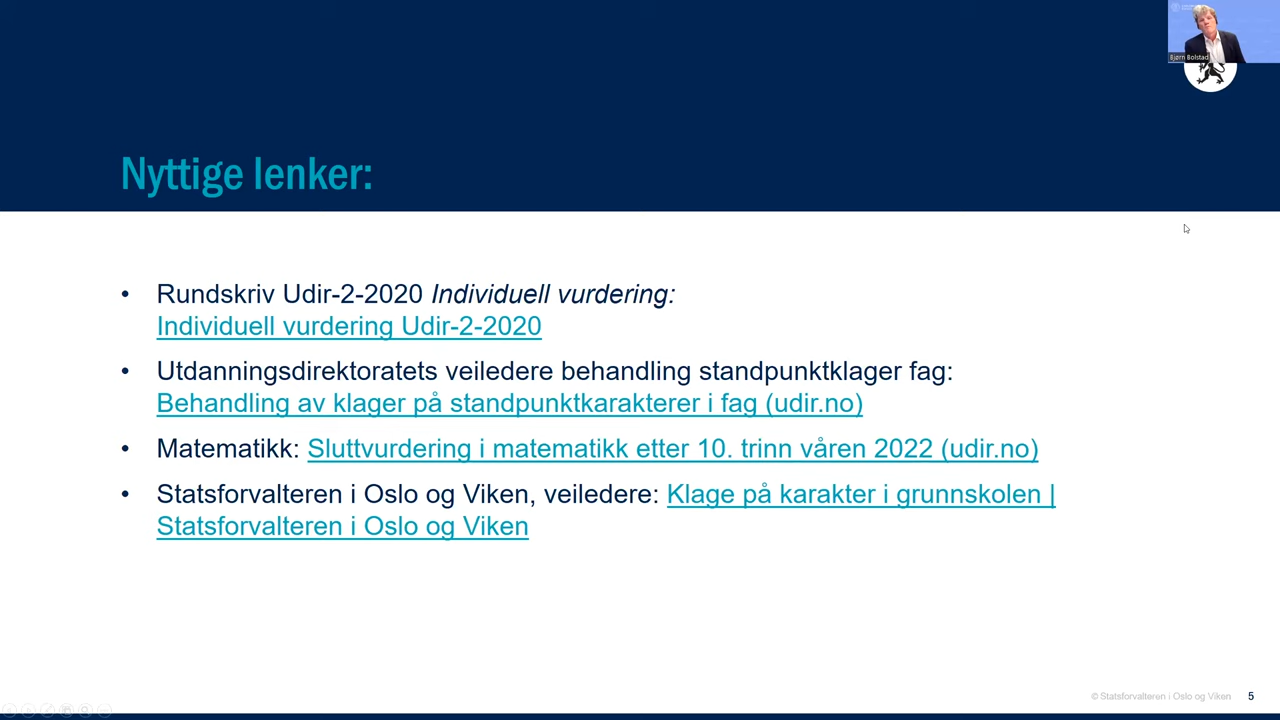 Bjørn Bolstad
Nyttige lenker:
• Rundskriv Udir-2-2020 Individuell vurdering:
Individuell vurdering Udir-2-2020
• Utdanningsdirektoratets veiledere behandling standpunktklager fag:
Behandling av klager på standpunktkarakterer i fag (udir.no)
• Matematikk: Sluttvurdering i matematikk etter 10. trinn våren 2022 (udir.no)
• Statsforvalteren i Oslo og Viken, veiledere: Klage på karakter i grunnskolen |
Statsforvalteren i Oslo og Viken
© Statsforvalteren i Oslo og Viken 5